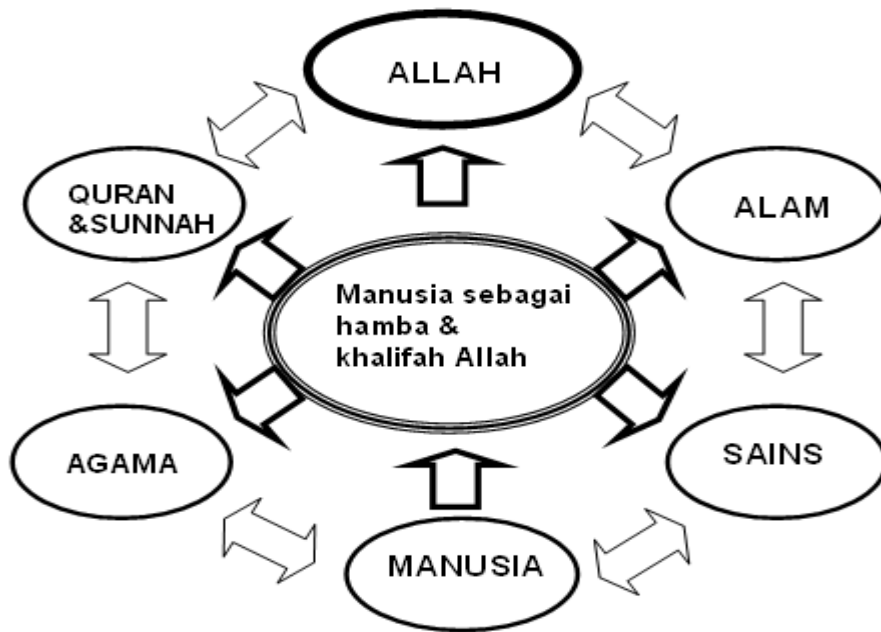 ALLAH
QURAN
&SUNNAH
ALAM
Manusia sebagai
hamba &
khalifah Allah
AGAMA
SAINS
MANUSIA